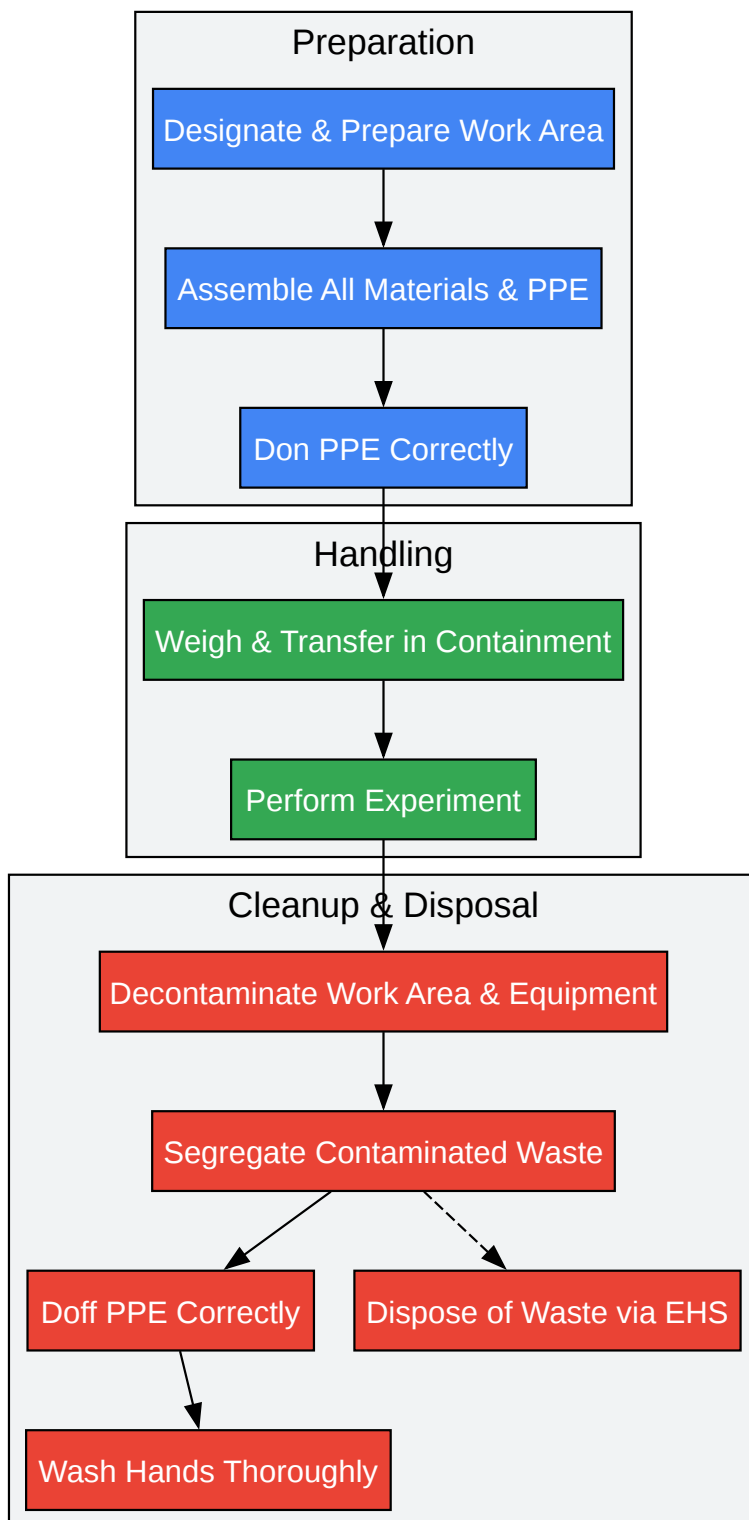 Preparation
Designate & Prepare Work Area
Assemble All Materials & PPE
Don PPE Correctly
Handling
Weigh & Transfer in Containment
Perform Experiment
Cleanup & Disposal
Decontaminate Work Area & Equipment
Segregate Contaminated Waste
Doff PPE Correctly
Dispose of Waste via EHS
Wash Hands Thoroughly